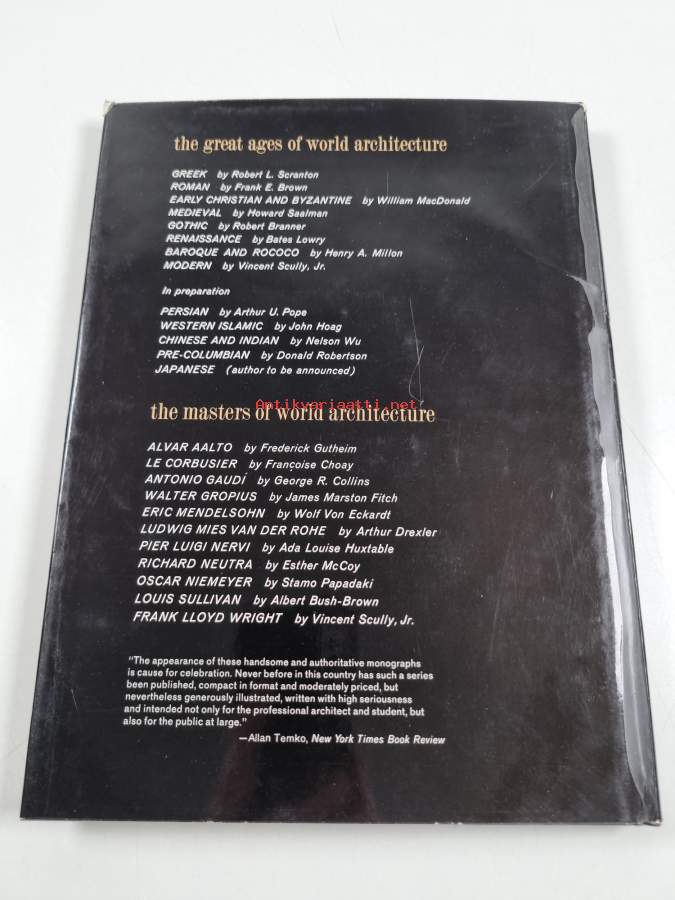 the great ages of world architecture
GREEK by Robert L. Scranton
ROMAN by Frank E. Brown
EARLY CHRISTIAN AND BYZANTINE by William MacDonald
MEDIEVAL by Howard Saalman
GOTHIC by Robert Branner
RENAISSANCE by Bates Lowry
BAROQUE AND ROCOCO by Henry A. Millon
MODERN by Vincent Scully, Jr.
In preparation
PERSIAN by Arthur U. Pope
WESTERN ISLAMIC by John Hoag
CHINESE AND INDIAN by Nelson Wu
PRE-COLUMBIAN by Donald Robertson
JAPANESE (author to be announced)
Antikvariaatti.net
the masters of world architecture
ALVAR AALTO by Frederick Gutheim
LE CORBUSIER by Françoise Choay
ANTONIO GAUDÍ by George R. Collins
WALTER GROPIUS by James Marston Fitch
ERIC MENDELSOHN by Wolf Von Eckardt
LUDWIG MIES VAN DER ROHE by Arthur Drexler
PIER LUIGI NERVI by Ada Louise Huxtable
RICHARD NEUTRA by Esther McCoy
OSCAR NIEMEYER by Stamo Papadaki
LOUIS SULLIVAN by Albert Bush-Brown
FRANK LLOYD WRIGHT by Vincent Scully, Jr.
"The appearance of these handsome and authoritative monographs
is cause for celebration. Never before in this country has such a series
been published, compact in format and moderately priced, but
nevertheless generously illustrated, written with high seriousness
and intended not only for the professional architect and student, but
also for the public at large."
—Allan Temko, New York Times Book Review